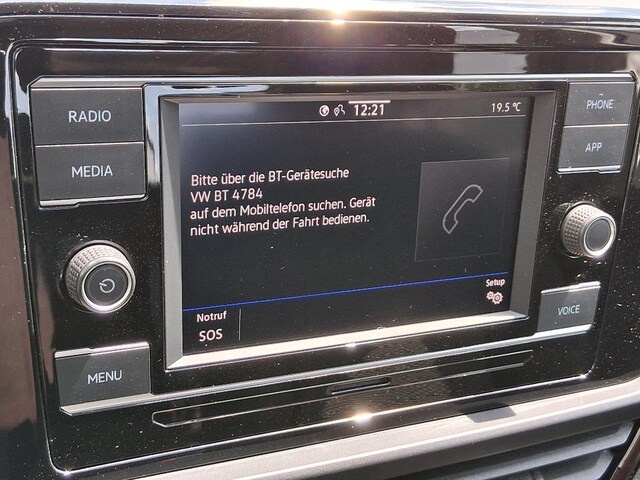 12:21
19.5 °C
RADIO
PHONE
MEDIA
APP
Bitte über die BT-Gerätesuche
VW BT 4784
auf dem Mobiltelefon suchen. Gerät
nicht während der Fahrt bedienen.
Setup
Notruf
SOS
VOICE
MENU